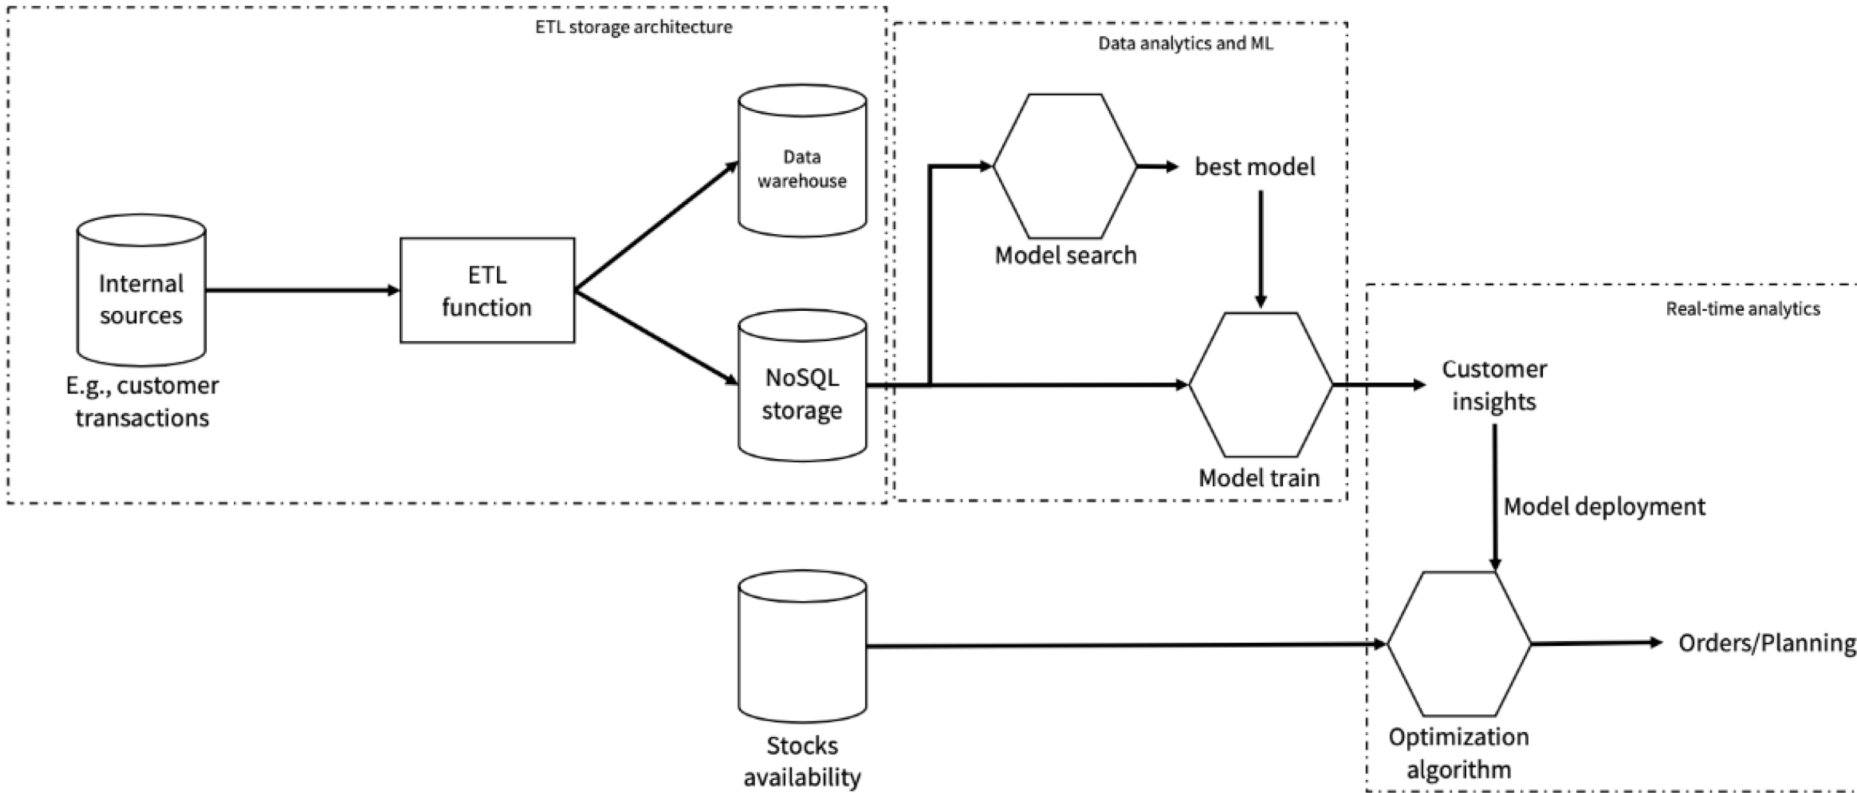 ETL storage architecture
Data analytics and ML
Data
warehouse
best model
Model search
Internal
sources
ETL
function
E.g., customer
transactions
NoSQL
storage
Model train
Real-time analytics
Customer
insights
Model deployment
Stocks
availability
Orders/Planning
Optimization
algorithm